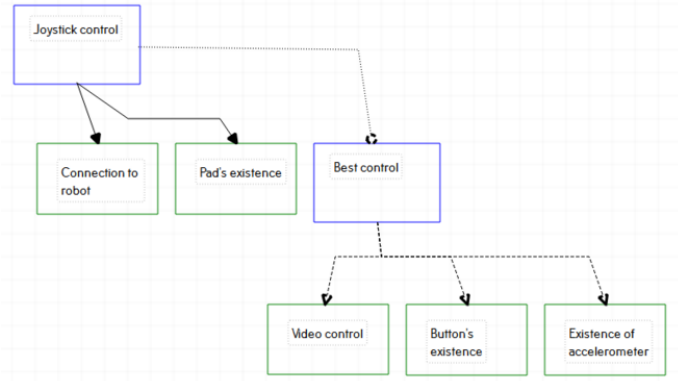 Joystick control
Connection to
robot
Pad's existence
Best control
Video control
Button's
existence
Existence of
accelerometer